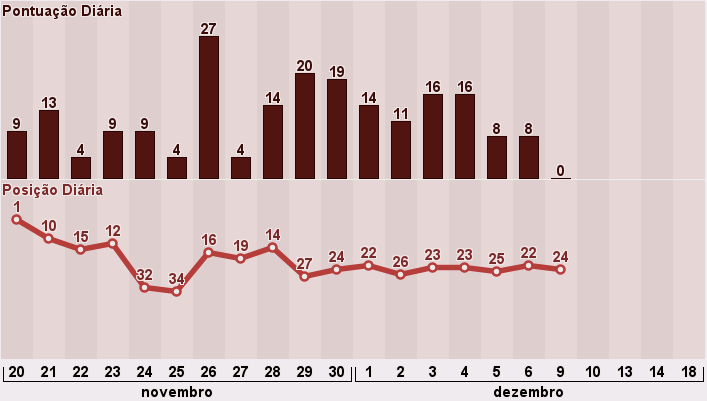 Pontuação Diária
9 13 4 9 9 4 27 4 14 20 19 14 11 16 16 8 8 0
Posição Diária
1 10 15 12 32 34 16 19 14 27 24 22 26 23 23 25 22 24
20 21 22 23 24 25 26 27 28 29 30 1 2 3 4 5 6 9 10 13 14 18
novembro dezembro